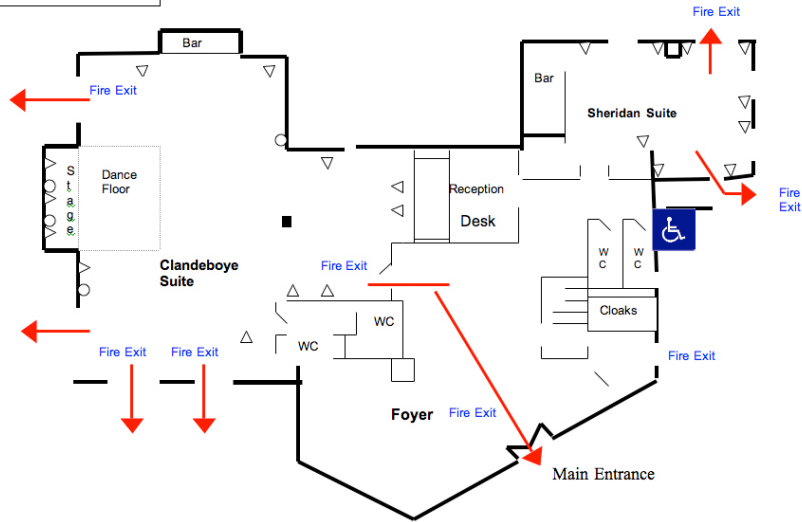 Fire Exit
Bar
Fire Exit
Bar
Sheridan Suite
Stage
Dance
Floor
Reception
Desk
Fire
Exit
Clandeboye
Suite
Fire Exit
W
C
W
C
Cloaks
WC
WC
Fire Exit
Fire Exit
Fire Exit
Foyer
Fire Exit
Main Entrance